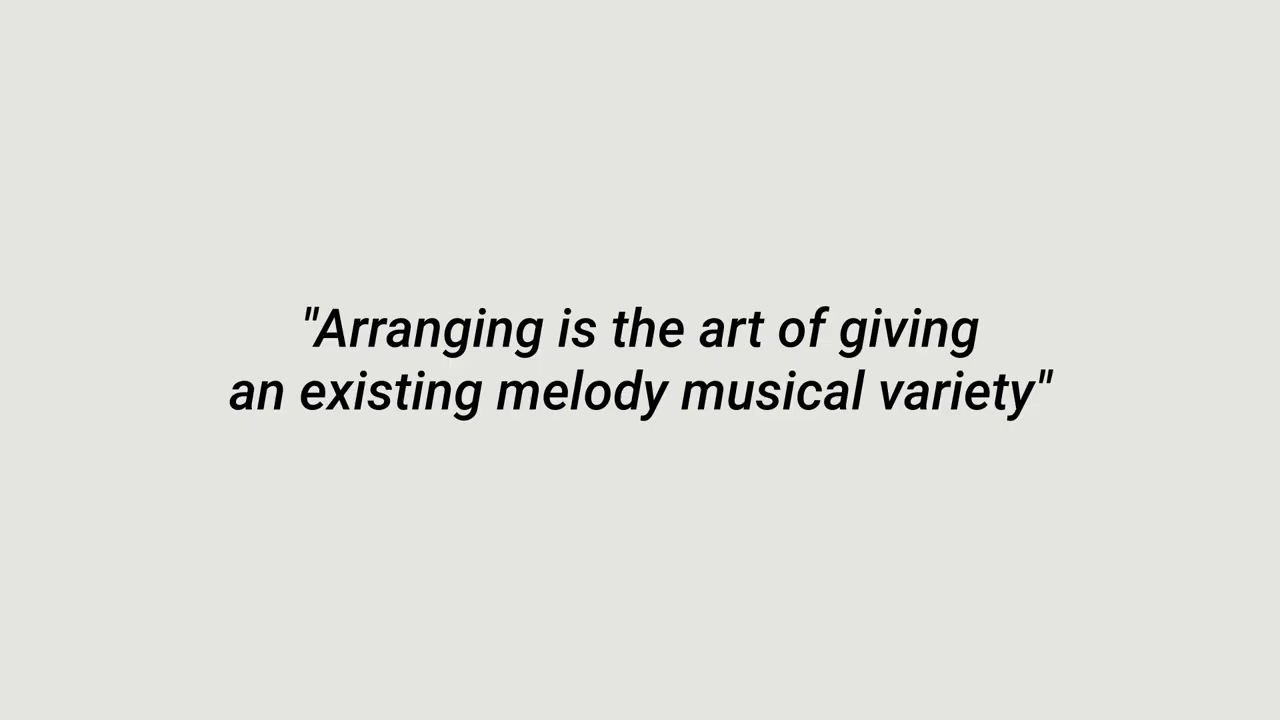 "Arranging is the art of giving
an existing melody musical variety"